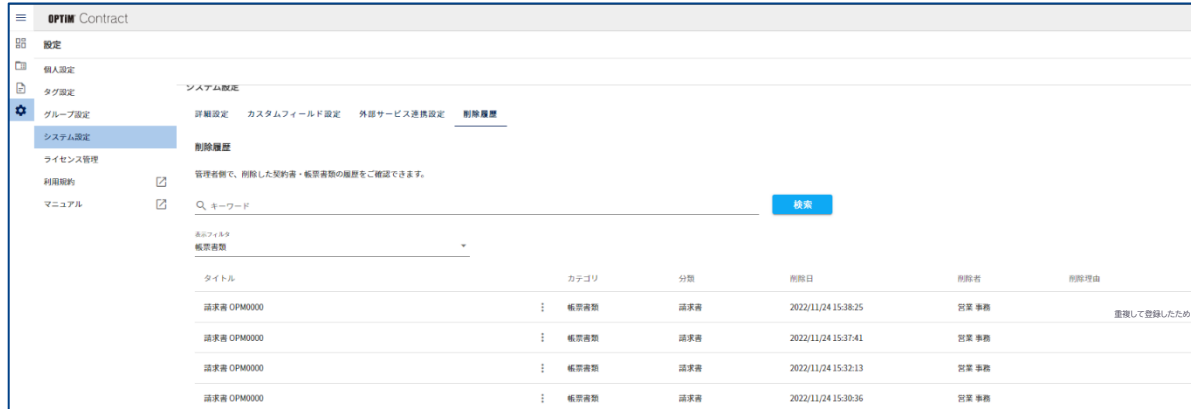 OPTiM Contract
設定
個人設定
タグ設定
グループ設定
システム設定
ライセンス管理
利用規約
マニュアル
システム設定
詳細設定 カスタムフィールド設定 外部サービス連携設定 削除履歴
削除履歴
管理者側で、削除した契約書・帳票書類の履歴をご確認できます。
キーワード 検索
表示フィルタ
帳票書類
タイトル カテゴリ 分類 削除日 削除者 削除理由
請求書 OPM0000 帳票書類 請求書 2022/11/24 15:38:25 営業 事務 重複して登録したため
請求書 OPM0000 帳票書類 請求書 2022/11/24 15:37:41 営業 事務
請求書 OPM0000 帳票書類 請求書 2022/11/24 15:32:13 営業 事務
請求書 OPM0000 帳票書類 請求書 2022/11/24 15:30:36 営業 事務